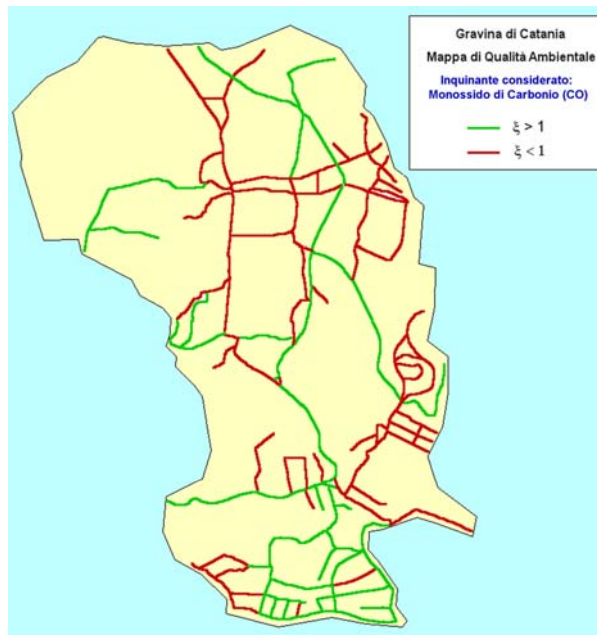 Gravina di Catania
Mappa di Qualità Ambientale
Inquinante considerato:
Monossido di Carbonio (CO)
ξ > 1
ξ < 1